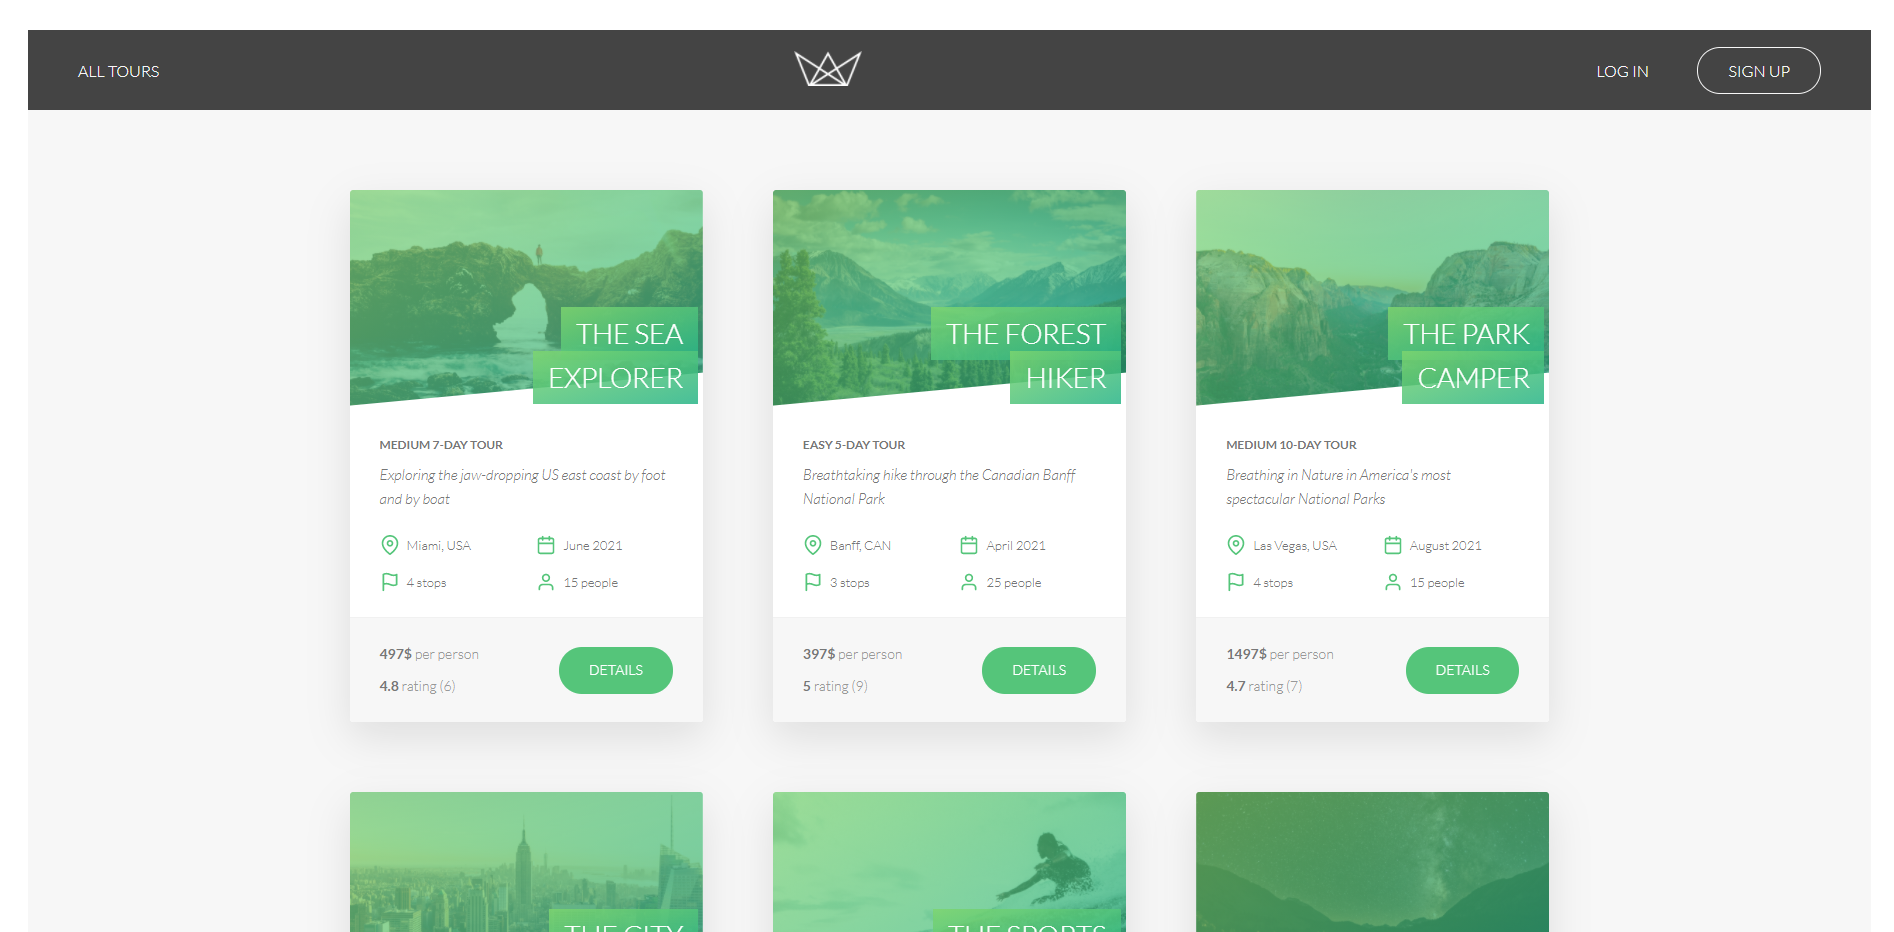 ALL TOURS
LOG IN
SIGN UP
THE SEA
EXPLORER
MEDIUM 7-DAY TOUR
Exploring the jaw-dropping US east coast by foot
and by boat
Miami, USA
June 2021
4 stops
15 people
497$ per person
4.8 rating (6)
DETAILS
THE FOREST
HIKER
EASY 5-DAY TOUR
Breathtaking hike through the Canadian Banff
National Park
Banff, CAN
April 2021
3 stops
25 people
397$ per person
5 rating (9)
DETAILS
THE PARK
CAMPER
MEDIUM 10-DAY TOUR
Breathing in Nature in America's most
spectacular National Parks
Las Vegas, USA
August 2021
4 stops
15 people
1497$ per person
4.7 rating (7)
DETAILS
THE CITY
THE SPORTS